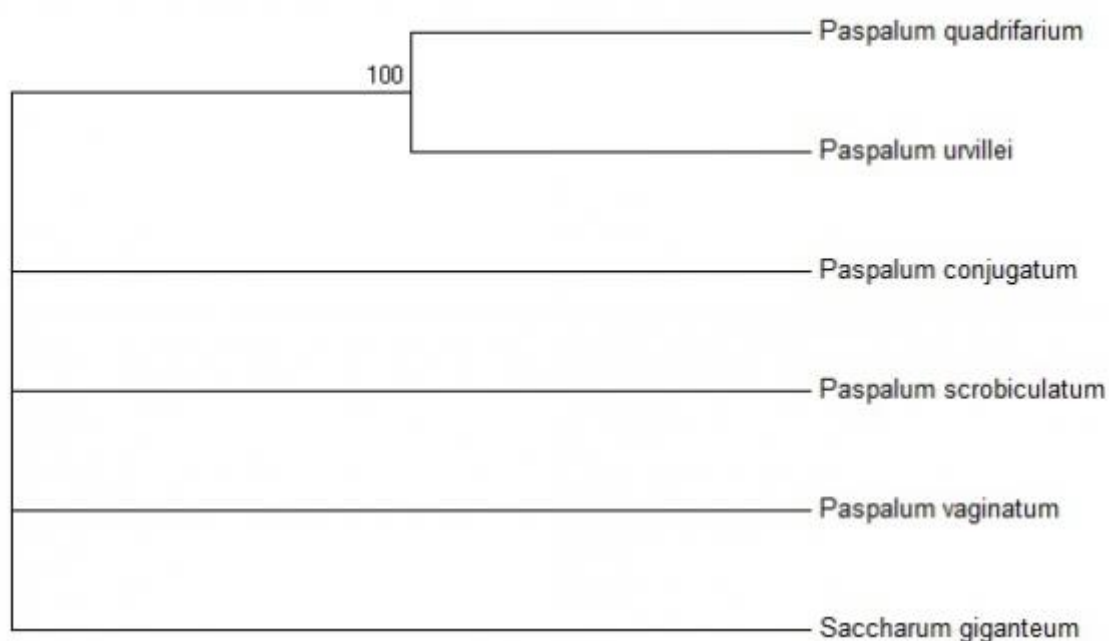 Paspalum quadrifarium
100
Paspalum urvillei
Paspalum conjugatum
Paspalum scrobiculatum
Paspalum vaginatum
Saccharum giganteum